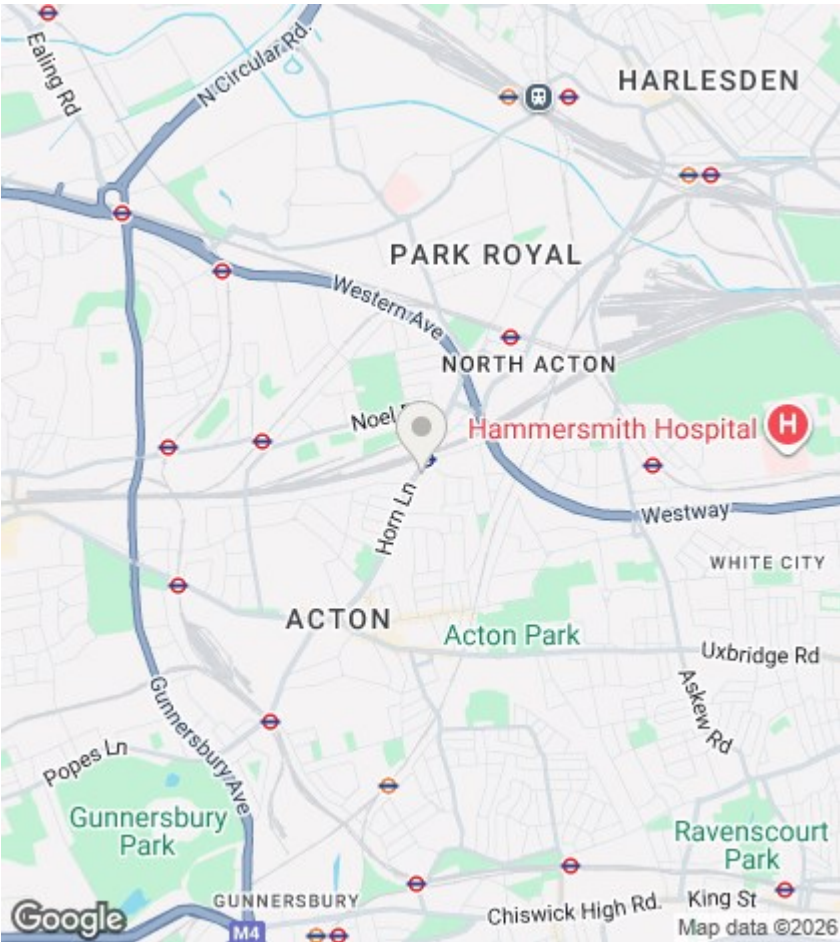 Ealing Rd
N Circular Rd.
HARLESDEN
PARK ROYAL
Western Ave
NORTH ACTON
Noel
Hammersmith Hospital
H
Horn Ln
Westway
WHITE CITY
ACTON
Acton Park
Uxbridge Rd
Askew Rd
Gunnersbury Ave
Popes Ln
Gunnersbury
Park
Ravenscourt
Park
GUNNERSBURY
King St
Chiswick High Rd.
Google
M4
Map data ©2026